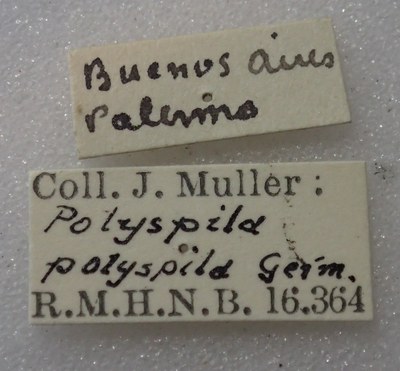 Buenos Aires
Palermo
Coll. J. Muller:
Polyspila
polyspila Germ.
R.M.H.N.B. 16.364